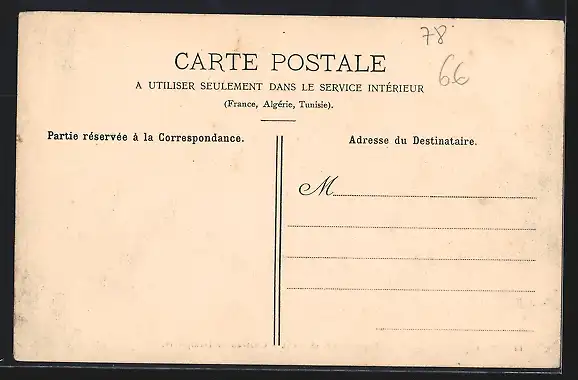 78
66
CARTE POSTALE
A UTILISER SEULEMENT DANS LE SERVICE INTÉRIEUR
(France, Algérie, Tunisie).
Partie réservée à la Correspondance.
Adresse du Destinataire.
M